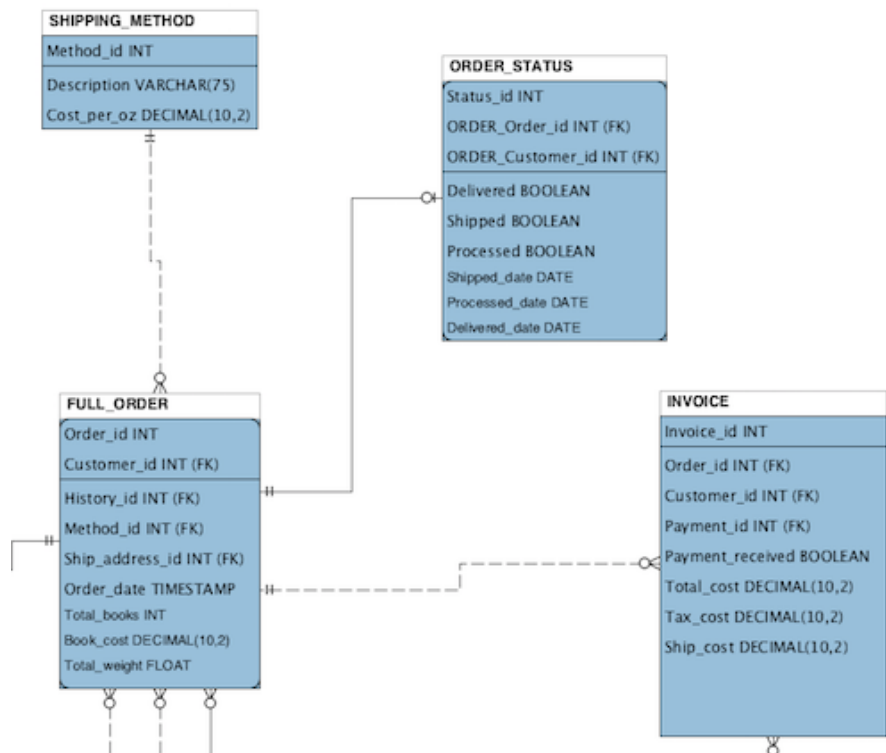 SHIPPING_METHOD
Method_id INT
Description VARCHAR(75)
Cost_per_oz DECIMAL(10,2)
ORDER_STATUS
Status_id INT
ORDER_Order_id INT (FK)
ORDER_Customer_id INT (FK)
Delivered BOOLEAN
Shipped BOOLEAN
Processed BOOLEAN
Shipped_date DATE
Processed_date DATE
Delivered_date DATE
FULL_ORDER
Order_id INT
Customer_id INT (FK)
History_id INT (FK)
Method_id INT (FK)
Ship_address_id INT (FK)
Order_date TIMESTAMP
Total_books INT
Book_cost DECIMAL(10,2)
Total_weight FLOAT
INVOICE
Invoice_id INT
Order_id INT (FK)
Customer_id INT (FK)
Payment_id INT (FK)
Payment_received BOOLEAN
Total_cost DECIMAL(10,2)
Tax_cost DECIMAL(10,2)
Ship_cost DECIMAL(10,2)